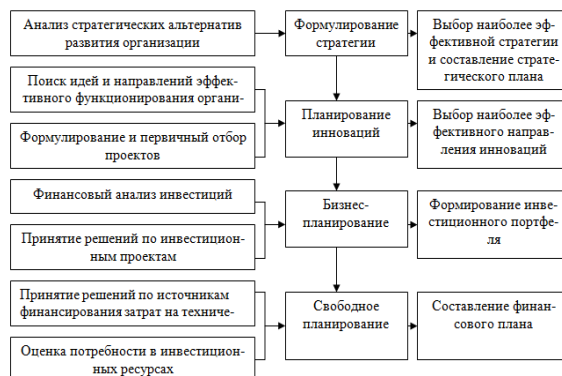 Анализ стратегических альтернатив
развития организации
Формулирование
стратегии
Выбор наиболее эф-
фективной стратегии
и составление страте-
гического плана
Поиск идей и направлений эффек-
тивного функционирования органи-
Формулирование и первичный отбор
проектов
Планирование
инноваций
Выбор наиболее эф-
фективного направ-
ления инноваций
Финансовый анализ инвестиций
Принятие решений по инвестицион-
ным проектам
Бизнес-
планирование
Формирование инве-
стиционного портфе-
ля
Принятие решений по источникам
финансирования затрат на техниче-
Оценка потребности в инвестицион-
ных ресурсах
Свободное
планирование
Составление финан-
сового плана